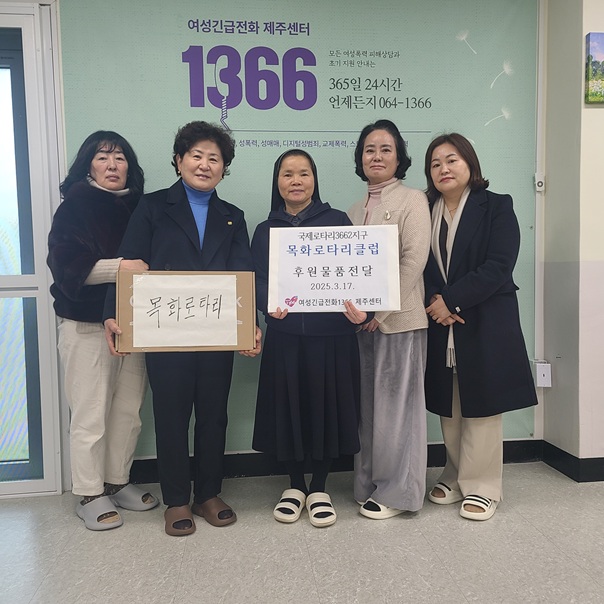 여성긴급전화 제주센터
1366
모든 여성폭력 피해상담과
초기 지원 안내는
365일 24시간
언제든지 064-1366
성폭력, 성매매, 디지털성범죄, 교제폭력,
국제로타리3662지구
목화로타리클럽
후원물품전달
2025.3.17.
여성긴급전화1366 제주센터
목화로타리